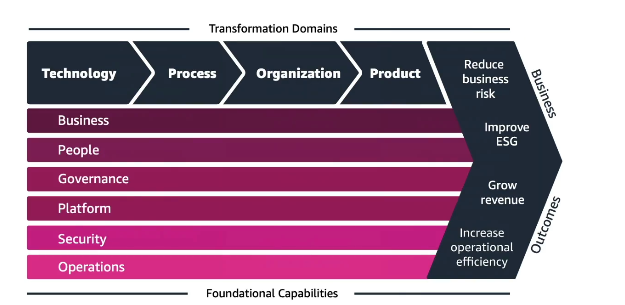 Transformation Domains
Technology
Process
Organization
Product
Reduce
business
risk
Improve
ESG
Grow
revenue
Increase
operational
efficiency
Business
Outcomes
Business
People
Governance
Platform
Security
Operations
Foundational Capabilities